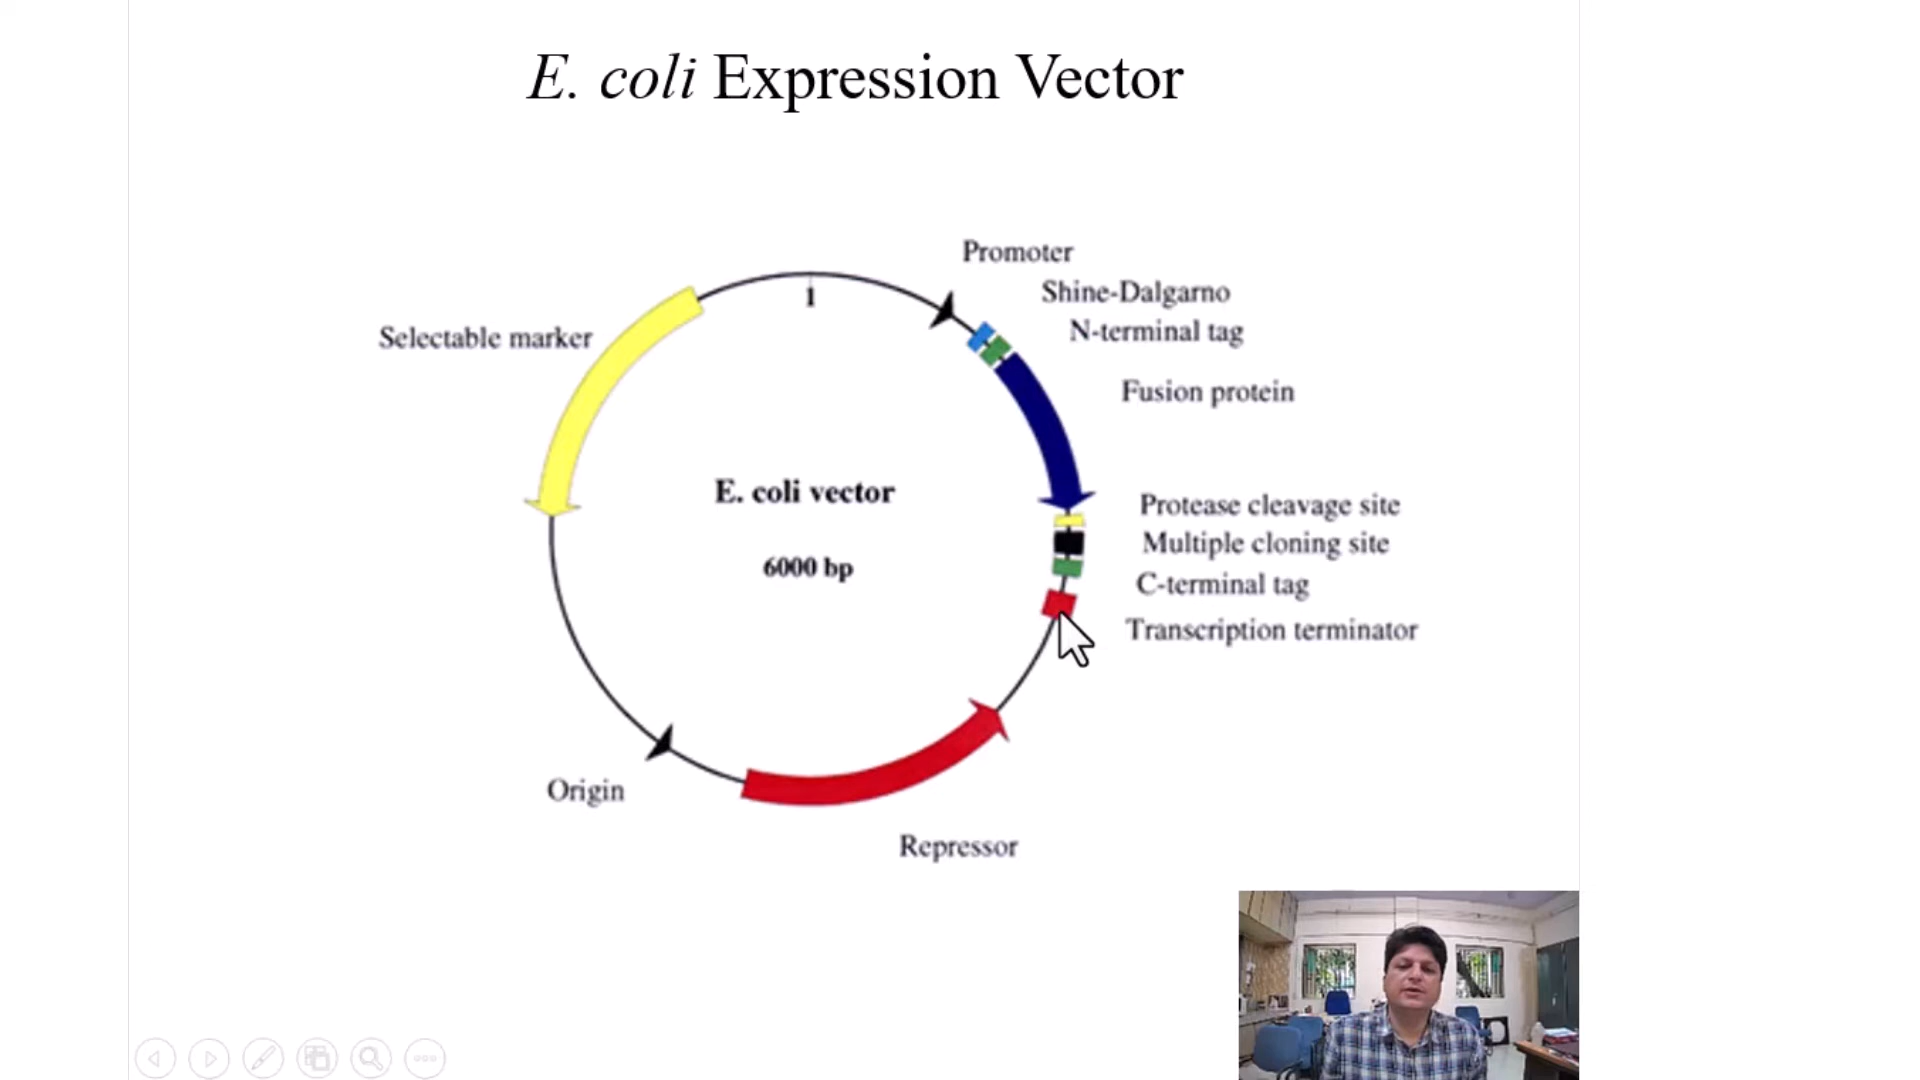 E. coli Expression Vector
Promoter
Shine-Dalgarno
N-terminal tag
Selectable marker
1
Fusion protein
E. coli vector
6000 bp
Protease cleavage site
Multiple cloning site
C-terminal tag
Transcription terminator
Origin
Repressor